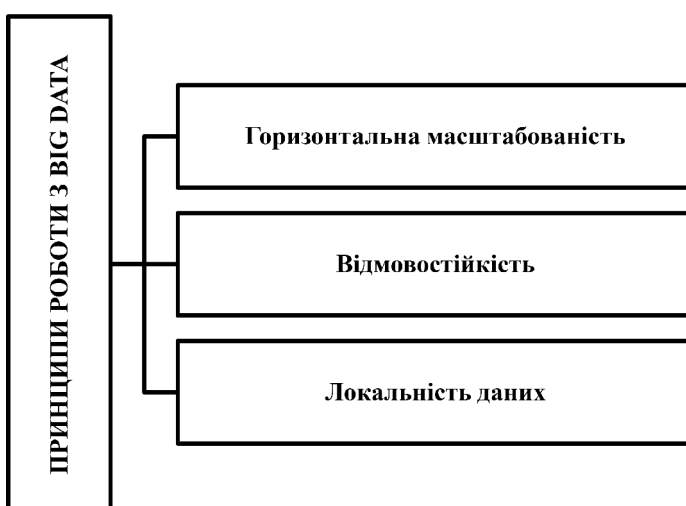 ПРИНЦИПИ РОБОТИ З BIG DATA
Горизонтальна масштабованість
Відмовостійкість
Локальність даних